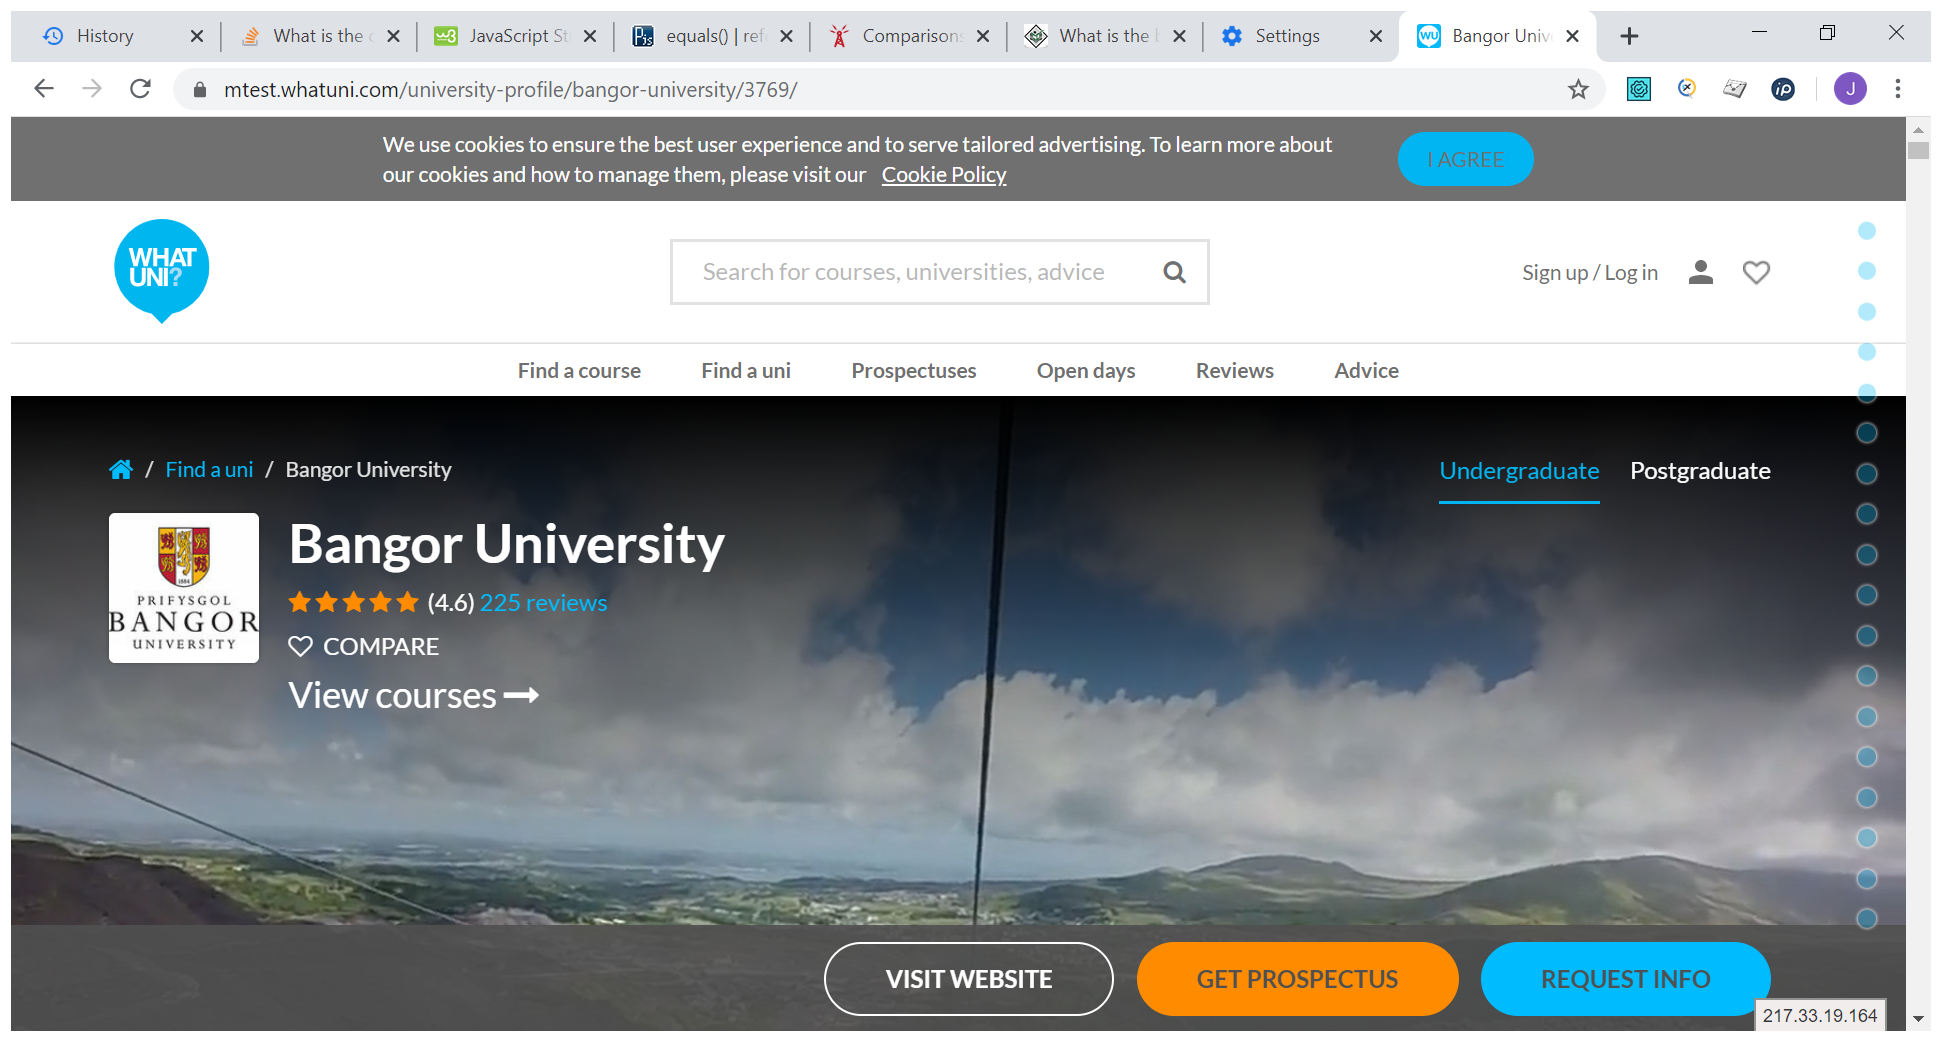 History
What is the
JavaScript St
equals() | ref
Comparisons
What is the
Settings
Bangor Univ
mtest.whatuni.com/university-profile/bangor-university/3769/
J
We use cookies to ensure the best user experience and to serve tailored advertising. To learn more about
our cookies and how to manage them, please visit our Cookie Policy
I AGREE
WHAT
UNI?
Search for courses, universities, advice
Sign up / Log in
Find a course
Find a uni
Prospectuses
Open days
Reviews
Advice
/ Find a uni / Bangor University
Undergraduate
Postgraduate
1884
PRIFYSGOL
BANGOR
UNIVERSITY
Bangor University
(4.6) 225 reviews
COMPARE
View courses
VISIT WEBSITE
GET PROSPECTUS
REQUEST INFO
217.33.19.164